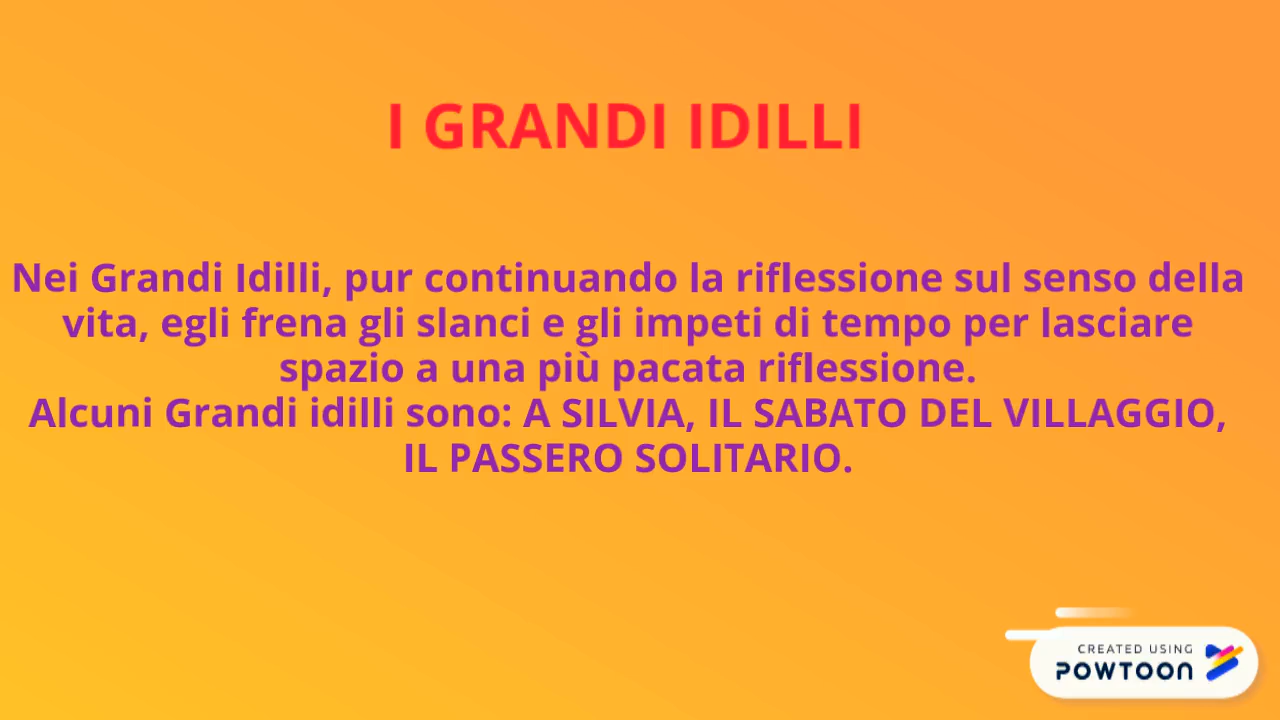 I GRANDI IDILLI
Nei Grandi Idilli, pur continuando la riflessione sul senso della
vita, egli frena gli slanci e gli impeti di tempo per lasciare
spazio a una più pacata riflessione.
Alcuni Grandi idilli sono: A SILVIA, IL SABATO DEL VILLAGGIO,
IL PASSERO SOLITARIO.
CREATED USING
POWTOON